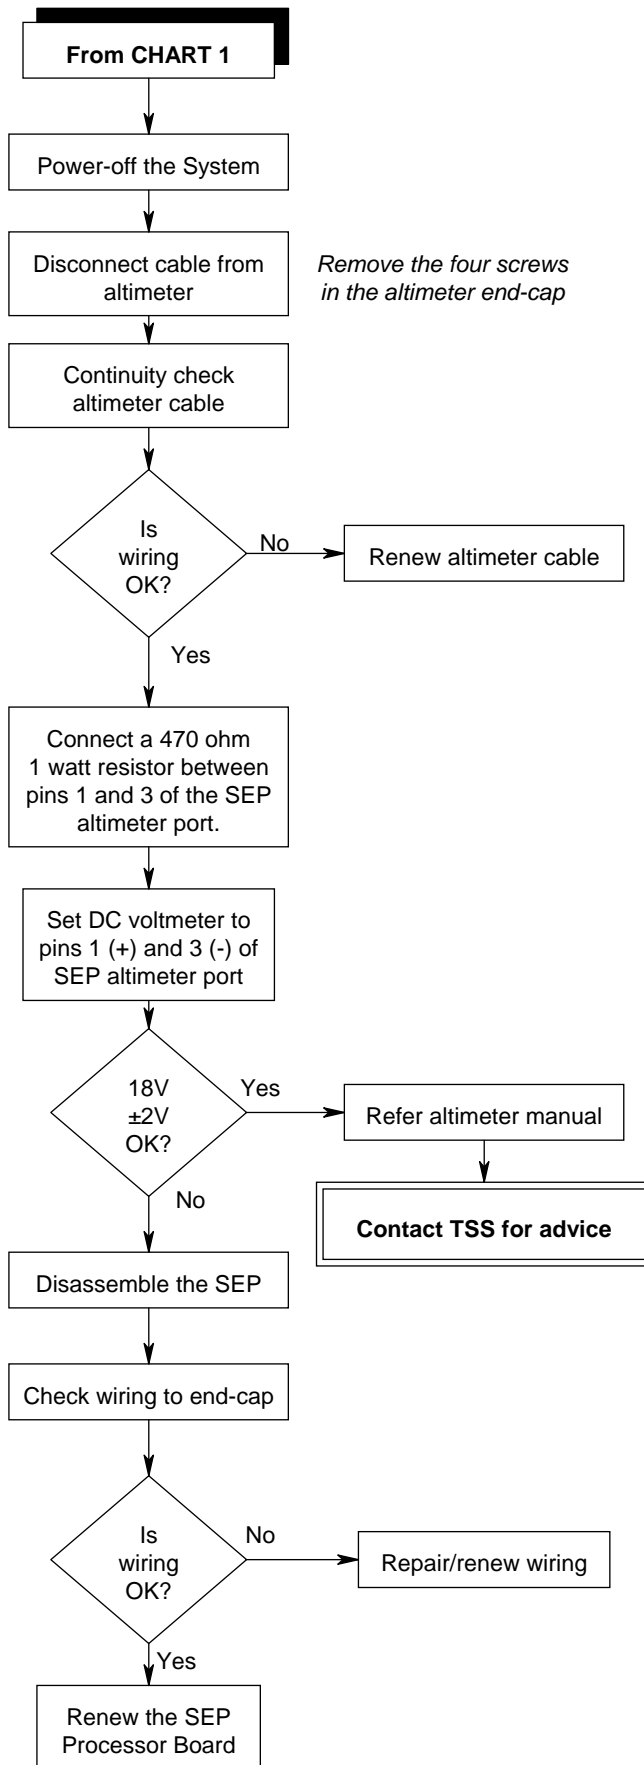 From CHART 1
Power-off the System
Disconnect cable from
altimeter
Remove the four screws
in the altimeter end-cap
Continuity check
altimeter cable
Is
wiring
OK?
No
Renew altimeter cable
Yes
Connect a 470 ohm
1 watt resistor between
pins 1 and 3 of the SEP
altimeter port.
Set DC voltmeter to
pins 1 (+) and 3 (-) of
SEP altimeter port
18V
±2V
OK?
Yes
Refer altimeter manual
Contact TSS for advice
No
Disassemble the SEP
Check wiring to end-cap
Is
wiring
OK?
No
Repair/renew wiring
Yes
Renew the SEP
Processor Board